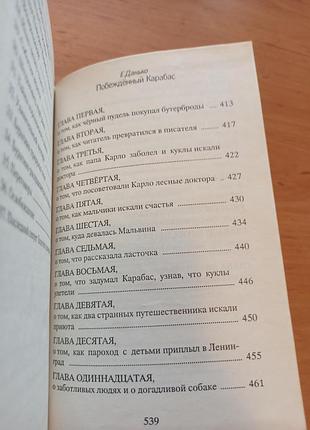 Е.Данько
Побеждённый Карабас
ГЛАВА ПЕРВАЯ,
о том, как чёрный пудель покупал бутерброды 413
ГЛАВА ВТОРАЯ,
о том, как читатель превратился в писателя 417
ГЛАВА ТРЕТЬЯ,
о том, как папа Карло заболел и куклы искали
доктора 422
ГЛАВА ЧЕТВЁРТАЯ,
о том, что посоветовали Карло лесные доктора 427
ГЛАВА ПЯТАЯ,
о том, как мальчики искали счастья 430
ГЛАВА ШЕСТАЯ,
о том, куда девалась Мальвина 434
ГЛАВА СЕДЬМАЯ,
о том, что рассказала ласточка 440
ГЛАВА ВОСЬМАЯ,
о том, что задумал Карабас, узнав, что куклы
улетели 446
ГЛАВА ДЕВЯТАЯ,
о том, как два странных путешественника искали
приюта 450
ГЛАВА ДЕСЯТАЯ,
о том, как пароход с детьми приплыл в Ленин-
град 455
ГЛАВА ОДИННАДЦАТАЯ,
о заботливых людях и о догадливой собаке 461
539